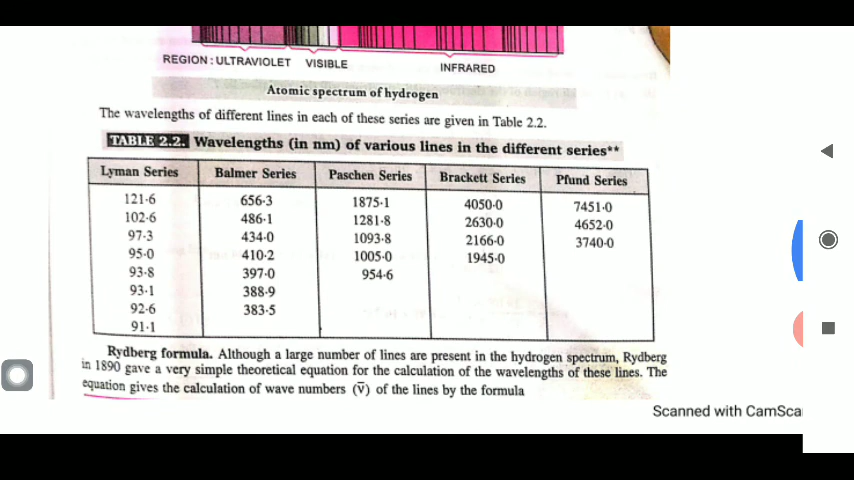 REGION : ULTRAVIOLET VISIBLE INFRARED
Atomic spectrum of hydrogen
The wavelengths of different lines in each of these series are given in Table 2.2.
TABLE 2.2. Wavelengths (in nm) of various lines in the different series**
Lyman Series Balmer Series Paschen Series Brackett Series Pfund Series
121·6 656·3 1875·1 4050·0 7451·0
102·6 486·1 1281·8 2630·0 4652·0
97·3 434·0 1093·8 2166·0 3740·0
95·0 410·2 1005·0 1945·0
93·8 397·0 954·6
93·1 388·9
92·6 383·5
91·1
Rydberg formula. Although a large number of lines are present in the hydrogen spectrum, Rydberg
in 1890 gave a very simple theoretical equation for the calculation of the wavelengths of these lines. The
equation gives the calculation of wave numbers (v̄) of the lines by the formula
Scanned with CamSca